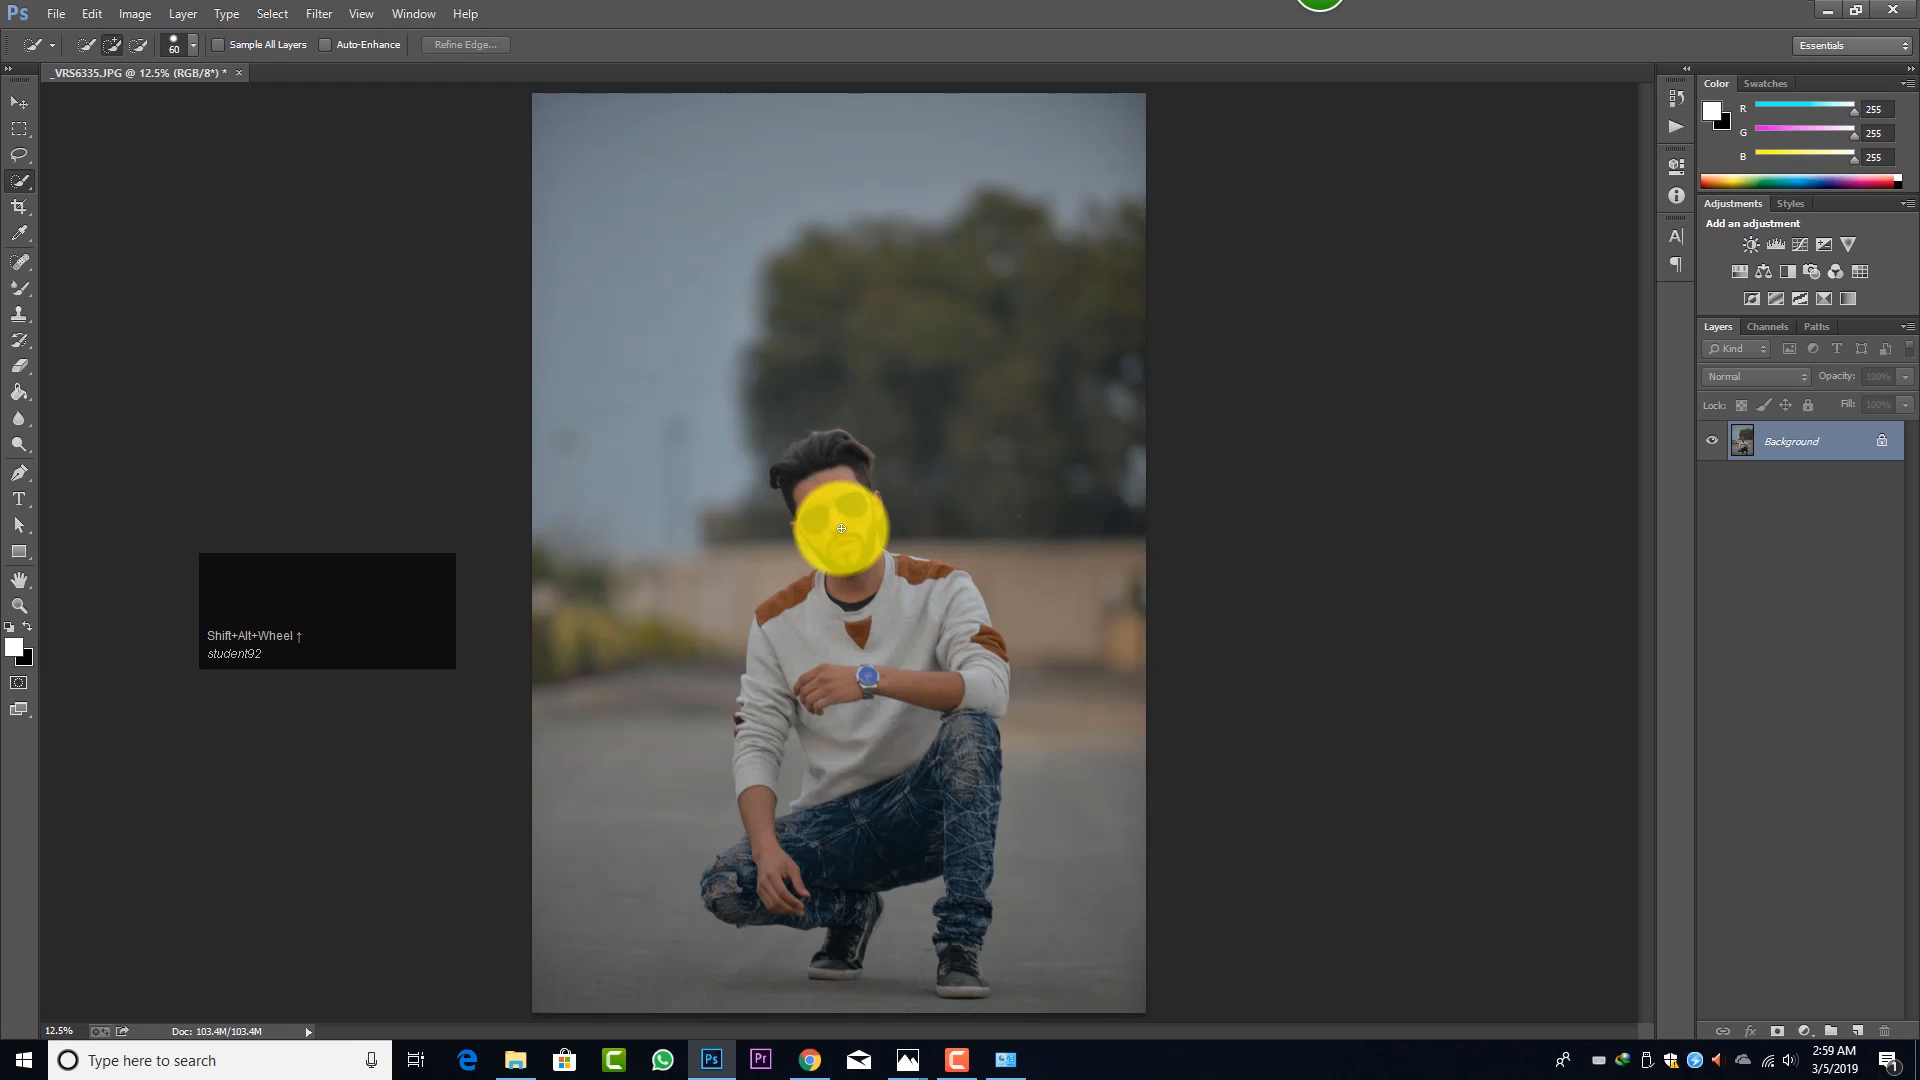 Ps File Edit Image Layer Type Select Filter View Window Help
60 Sample All Layers Auto-Enhance Refine Edge... Essentials
_VRS6335.JPG @ 12.5% (RGB/8*) * ×
Color Swatches
R 255
G 255
B 255
Adjustments Styles
Add an adjustment
Layers Channels Paths
Kind T
Normal Opacity: 100%
Lock: Fill: 100%
Background
Shift+Alt+Wheel ↑
student92
12.5% Doc: 103.4M/103.4M
Type here to search
Ps Pr
2:59 AM
3/5/2019
1